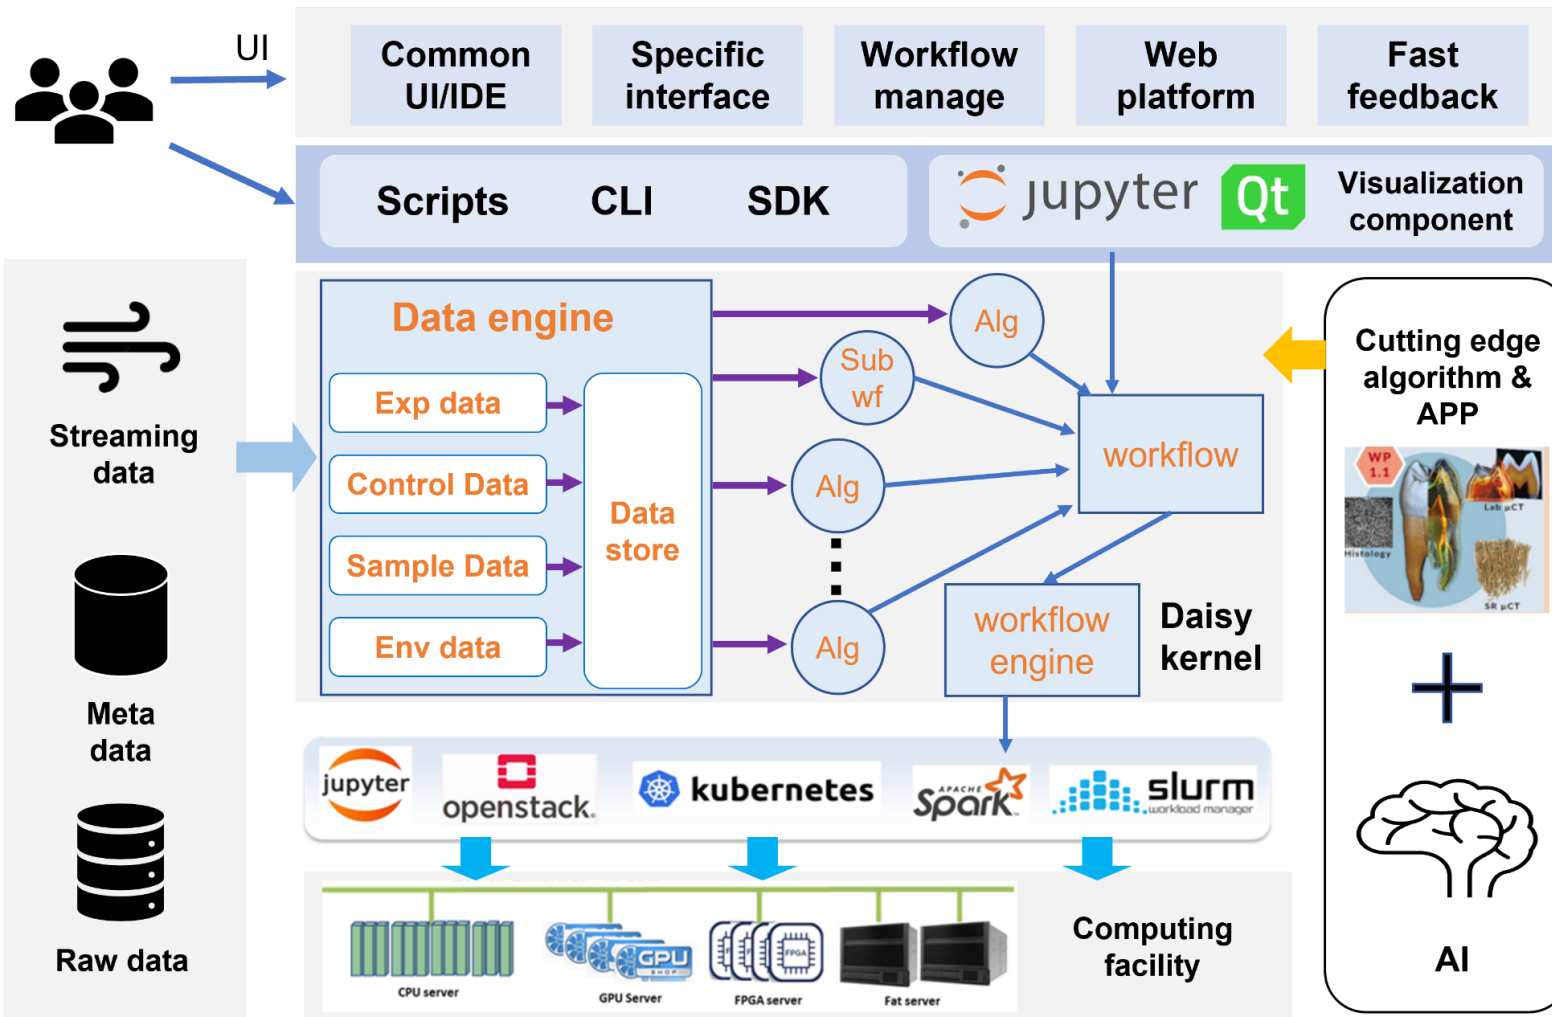 UI
Common
UI/IDE
Specific
interface
Workflow
manage
Web
platform
Fast
feedback
Scripts
CLI
SDK
jupyter
Qt
Visualization
component
Streaming
data
Meta
data
Raw data
Data engine
Exp data
Control Data
Sample Data
Env data
Data
store
Alg
Sub
wf
Alg
Alg
workflow
workflow
engine
Daisy
kernel
Cutting edge
algorithm &
APP
WP
1.1
Lab µCT
Histology
SR µCT
AI
jupyter
openstack.
kubernetes
APACHE
Spark
slurm
workload manager
GPU
SHOP
FPGA
CPU server
GPU Server
FPGA server
Fat server
Computing
facility